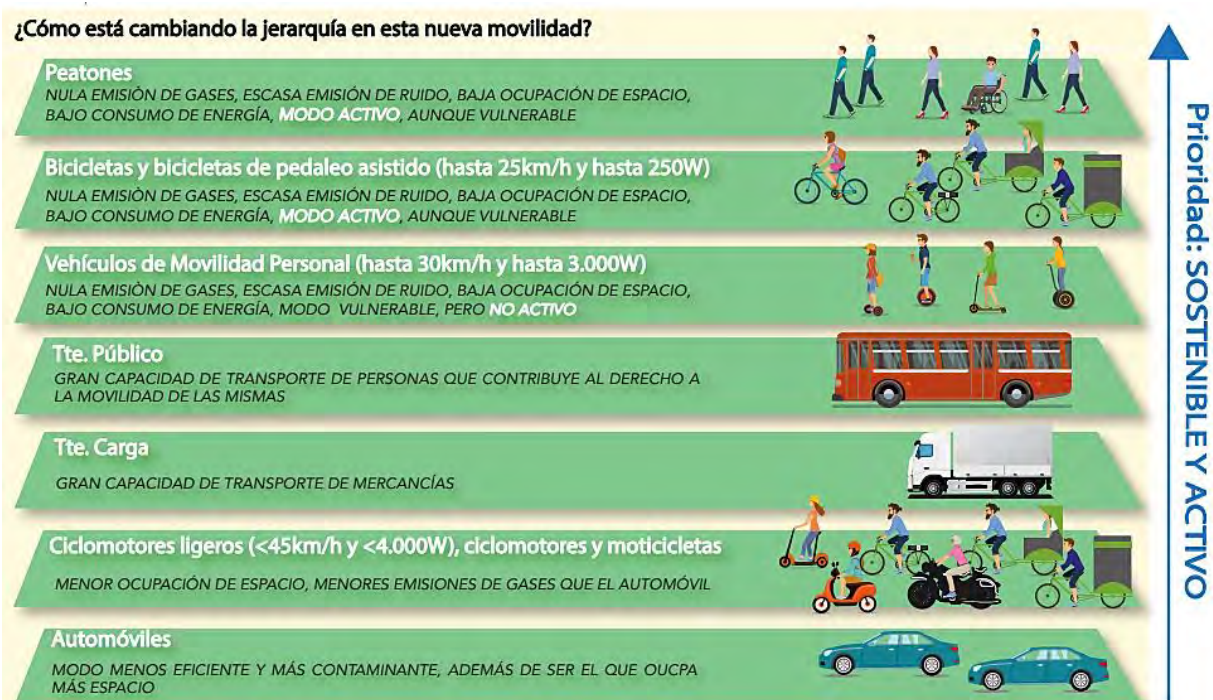 ¿Cómo está cambiando la jerarquía en esta nueva movilidad?
Peatones
NULA EMISIÒN DE GASES, ESCASA EMISIÓN DE RUIDO, BAJA OCUPACIÓN DE ESPACIO,
BAJO CONSUMO DE ENERGÍA, MODO ACTIVO, AUNQUE VULNERABLE
Bicicletas y bicicletas de pedaleo asistido (hasta 25km/h y hasta 250W)
NULA EMISIÒN DE GASES, ESCASA EMISIÓN DE RUIDO, BAJA OCUPACIÓN DE ESPACIO,
BAJO CONSUMO DE ENERGÍA, MODO ACTIVO, AUNQUE VULNERABLE
Vehículos de Movilidad Personal (hasta 30km/h y hasta 3.000W)
NULA EMISIÒN DE GASES, ESCASA EMISIÓN DE RUIDO, BAJA OCUPACIÓN DE ESPACIO,
BAJO CONSUMO DE ENERGÍA, MODO VULNERABLE, PERO NO ACTIVO
Tte. Público
GRAN CAPACIDAD DE TRANSPORTE DE PERSONAS QUE CONTRIBUYE AL DERECHO A
LA MOVILIDAD DE LAS MISMAS
Tte. Carga
GRAN CAPACIDAD DE TRANSPORTE DE MERCANCÍAS
Ciclomotores ligeros (<45km/h y <4.000W), ciclomotores y moticicletas
MENOR OCUPACIÓN DE ESPACIO, MENORES EMISIONES DE GASES QUE EL AUTOMÓVIL
Automóviles
MODO MENOS EFICIENTE Y MÁS CONTAMINANTE, ADEMÁS DE SER EL QUE OUCPA
MÁS ESPACIO
Prioridad: SOSTENIBLE Y ACTIVO